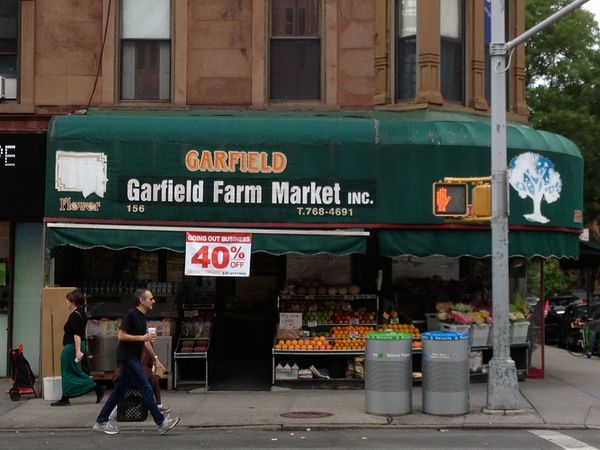 GARFIELD
Garfield Farm Market INC.
Flower
156
T.768-4691
GOING OUT BUSINESS
40% OFF